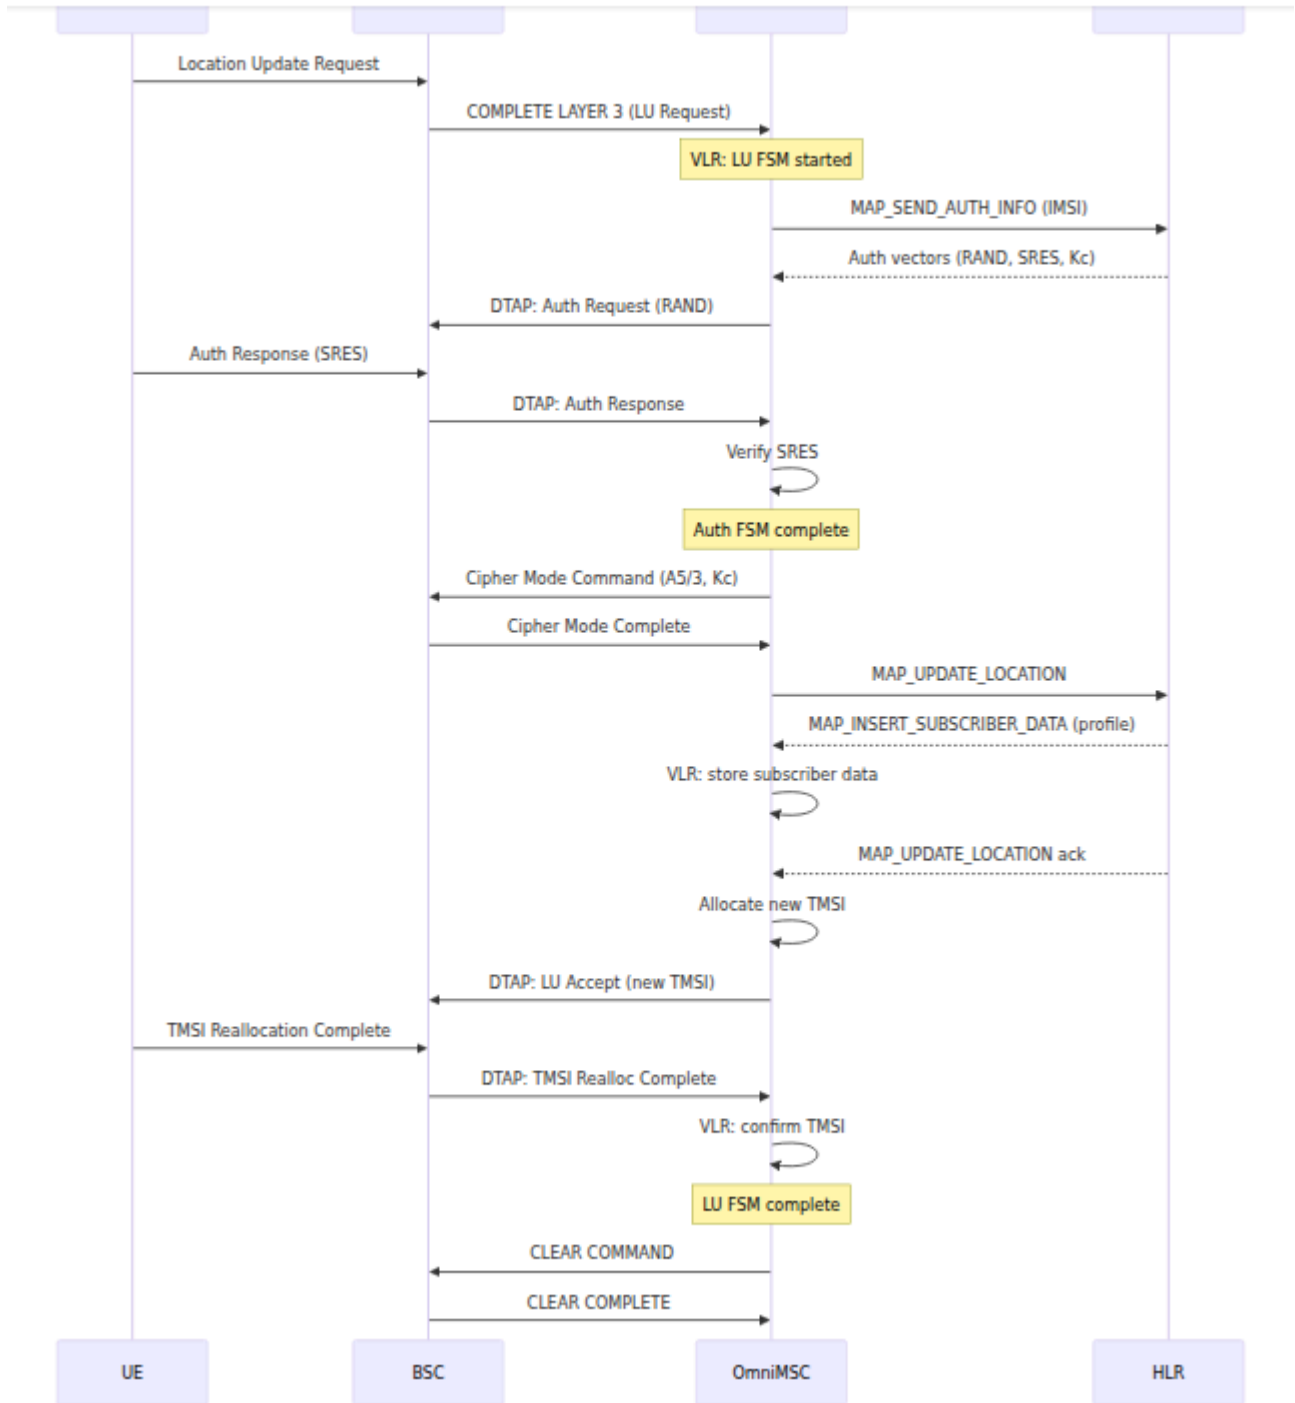 Location Update Request
COMPLETE LAYER 3 (LU Request)
VLR: LU FSM started
MAP_SEND_AUTH_INFO (IMSI)
Auth vectors (RAND, SRES, Kc)
DTAP: Auth Request (RAND)
Auth Response (SRES)
DTAP: Auth Response
Verify SRES
Auth FSM complete
Cipher Mode Command (A5/3, Kc)
Cipher Mode Complete
MAP_UPDATE_LOCATION
MAP_INSERT_SUBSCRIBER_DATA (profile)
VLR: store subscriber data
MAP_UPDATE_LOCATION ack
Allocate new TMSI
DTAP: LU Accept (new TMSI)
TMSI Reallocation Complete
DTAP: TMSI Realloc Complete
VLR: confirm TMSI
LU FSM complete
CLEAR COMMAND
CLEAR COMPLETE
UE
BSC
OmniMSC
HLR